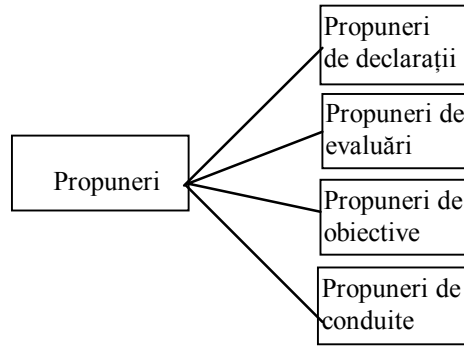 Propuneri
Propuneri
de declarații
Propuneri de
evaluări
Propuneri de
obiective
Propuneri de
conduite